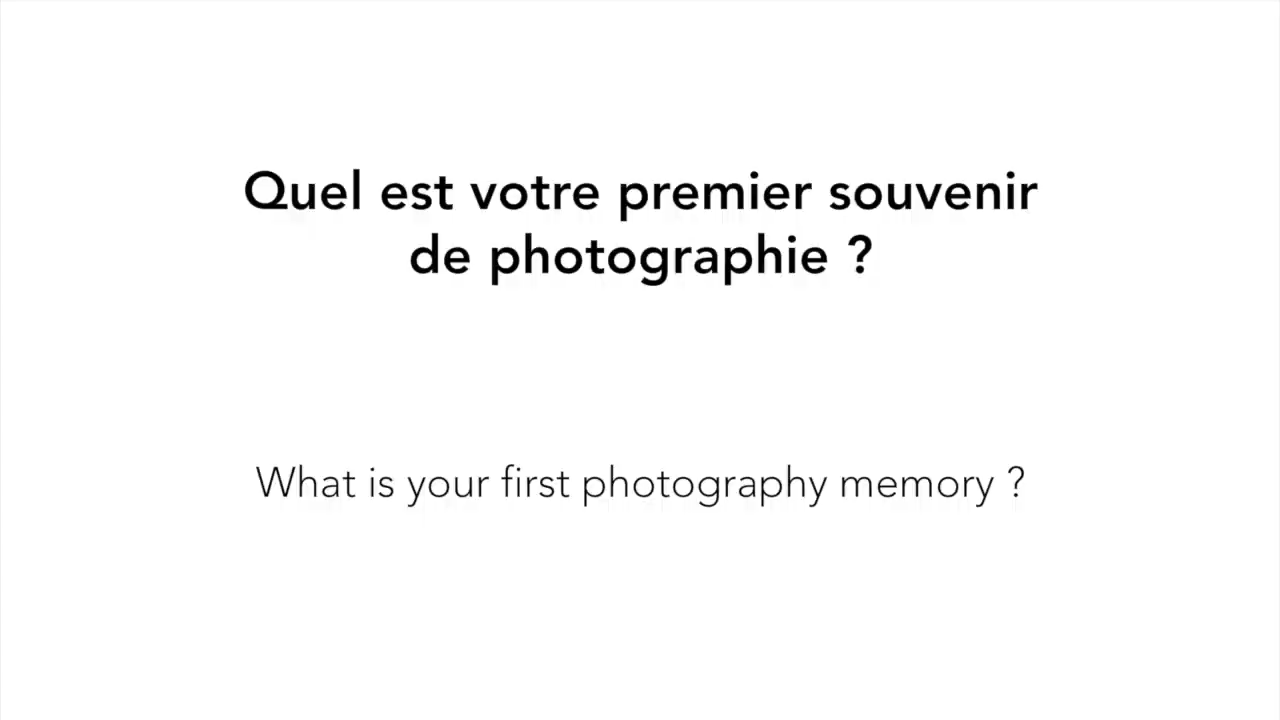 Quel est votre premier souvenir
de photographie ?
What is your first photography memory ?